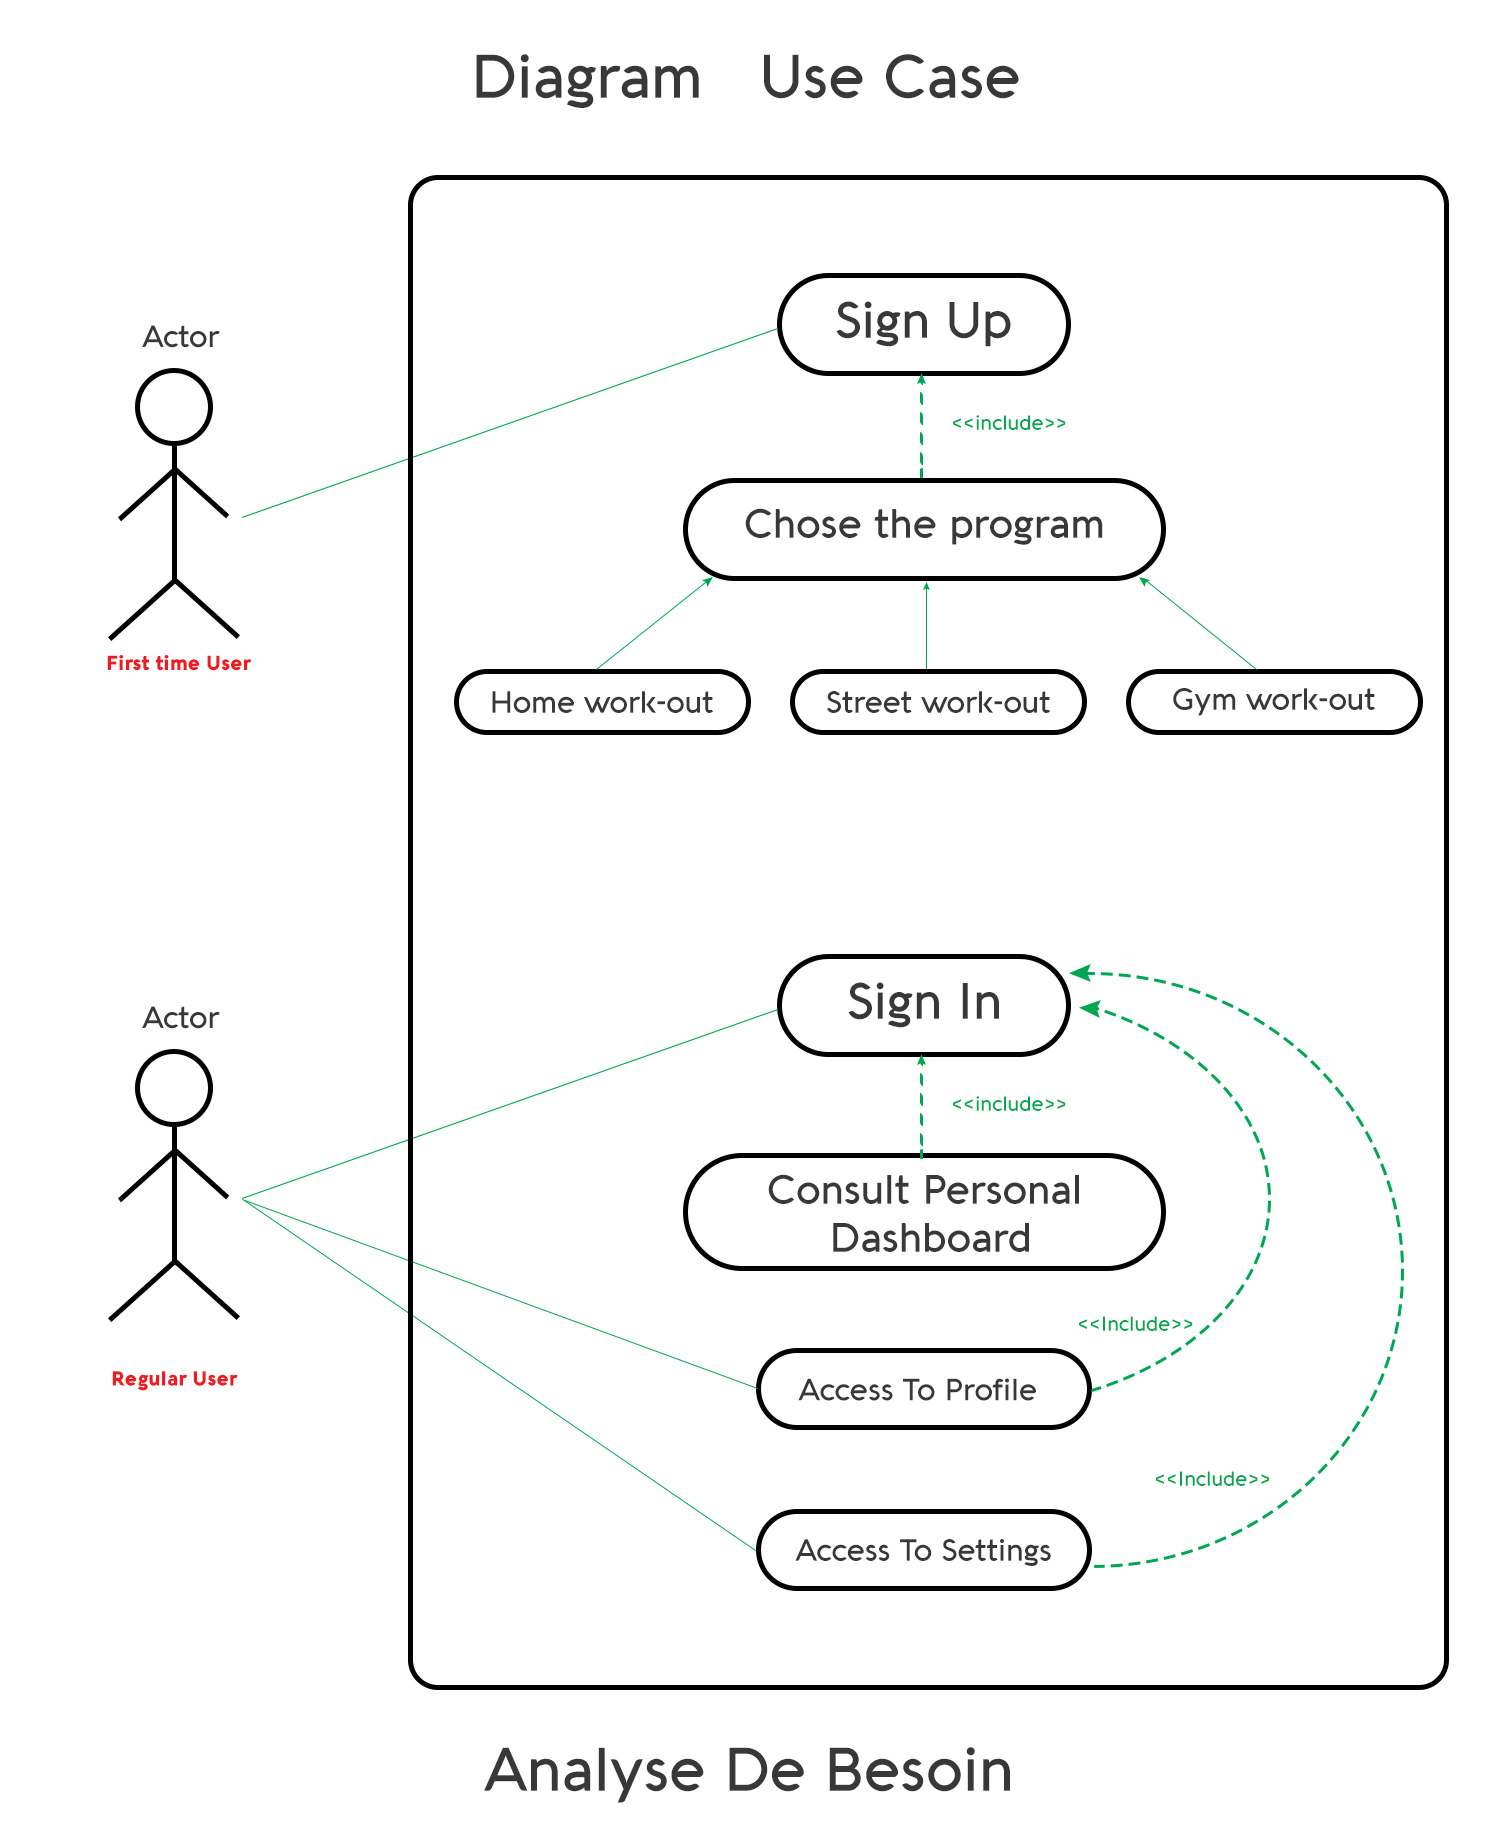 Diagram Use Case
Actor
First time User
Sign Up
<<include>>
Chose the program
Home work-out
Street work-out
Gym work-out
Actor
Regular User
Sign In
<<include>>
Consult Personal
Dashboard
<<Include>>
Access To Profile
<<Include>>
Access To Settings
Analyse De Besoin